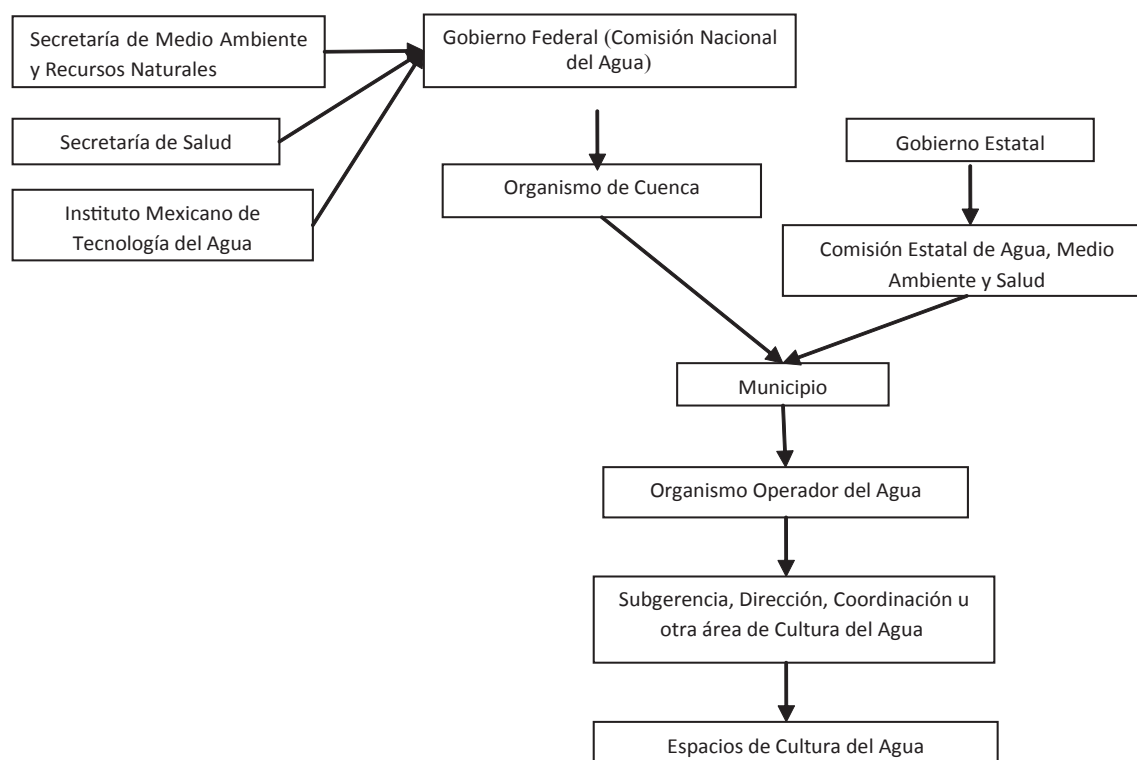 Secretaría de Medio Ambiente
y Recursos Naturales
Gobierno Federal (Comisión Nacional
del Agua)
Secretaría de Salud
Gobierno Estatal
Instituto Mexicano de
Tecnología del Agua
Organismo de Cuenca
Comisión Estatal de Agua, Medio
Ambiente y Salud
Municipio
Organismo Operador del Agua
Subgerencia, Dirección, Coordinación u
otra área de Cultura del Agua
Espacios de Cultura del Agua